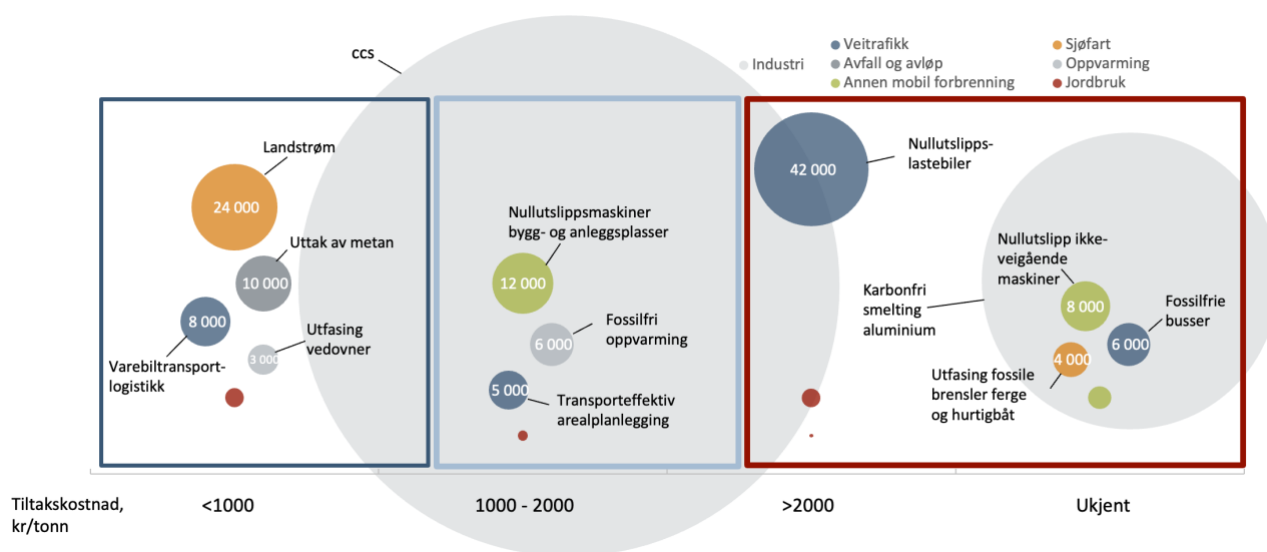 ccs
Industri
Veitrafikk
Avfall og avløp
Annen mobil forbrenning
Sjøfart
Oppvarming
Jordbruk
Landstrøm
24 000
Uttak av metan
10 000
8 000
Utfasing
vedovner
3 000
Varebiltransport-
logistikk
Nullutslippsmaskiner
bygg- og anleggsplasser
12 000
Fossilfri
oppvarming
6 000
5 000
Transporteffektiv
arealplanlegging
Nullutslipps-
lastebiler
42 000
Karbonfri
smelting
aluminium
Nullutslipp ikke-
veigående
maskiner
8 000
Fossilfrie
busser
6 000
4 000
Utfasing fossile
brensler ferge
og hurtigbåt
Tiltakskostnad,
kr/tonn
<1000
1000 - 2000
>2000
Ukjent